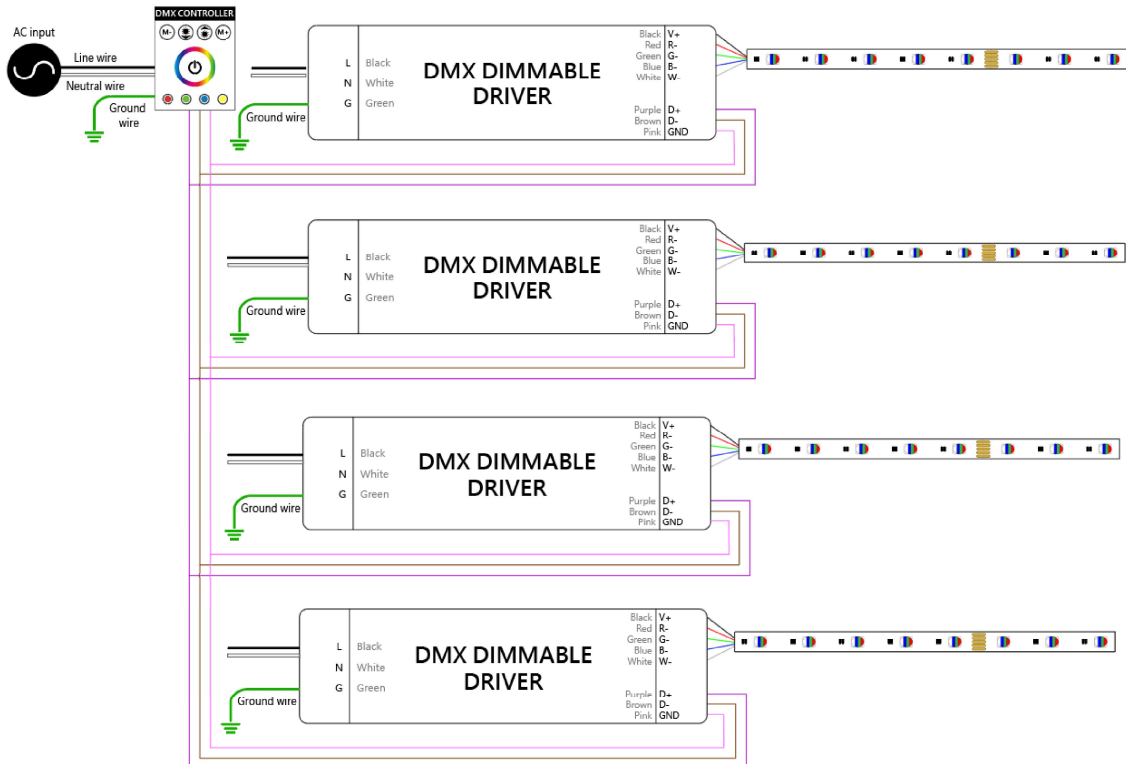 DMX CONTROLLER
M- M+
AC input
Line wire
Neutral wire
Ground
wire
L Black
N White
G Green
Ground wire
DMX DIMMABLE
DRIVER
Black V+
Red R-
Green G-
Blue B-
White W-
Purple D+
Brown D-
Pink GND
L Black
N White
G Green
Ground wire
DMX DIMMABLE
DRIVER
Black V+
Red R-
Green G-
Blue B-
White W-
Purple D+
Brown D-
Pink GND
L Black
N White
G Green
Ground wire
DMX DIMMABLE
DRIVER
Black V+
Red R-
Green G-
Blue B-
White W-
Purple D+
Brown D-
Pink GND
L Black
N White
G Green
Ground wire
DMX DIMMABLE
DRIVER
Black V+
Red R-
Green G-
Blue B-
White W-
Purple D+
Brown D-
Pink GND